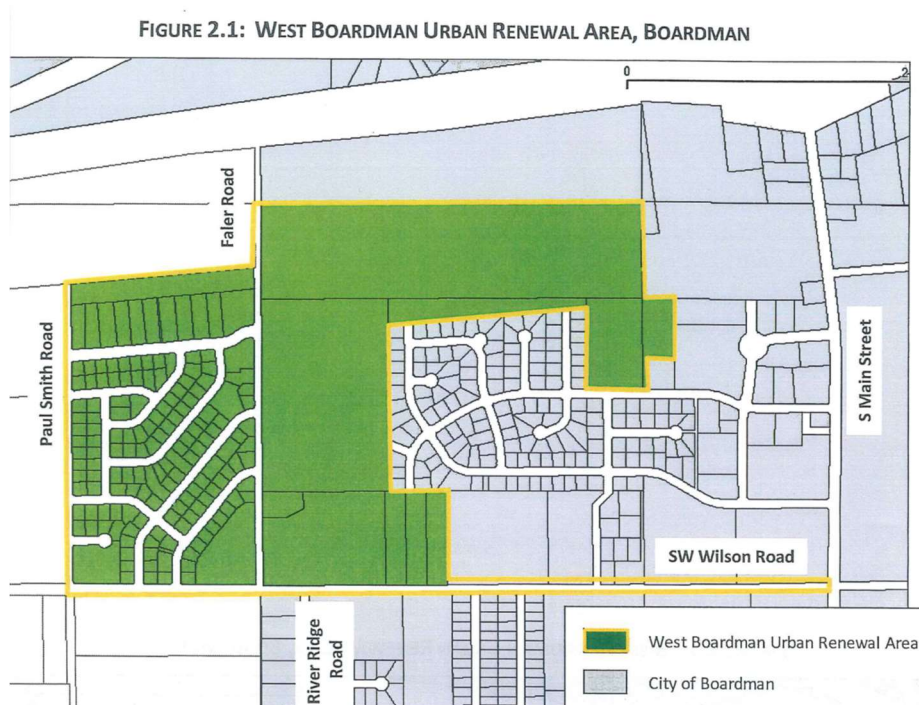 FIGURE 2.1: WEST BOARDMAN URBAN RENEWAL AREA, BOARDMAN
0
.2
Faler Road
Paul Smith Road
S Main Street
SW Wilson Road
River Ridge
Road
West Boardman Urban Renewal Area
City of Boardman